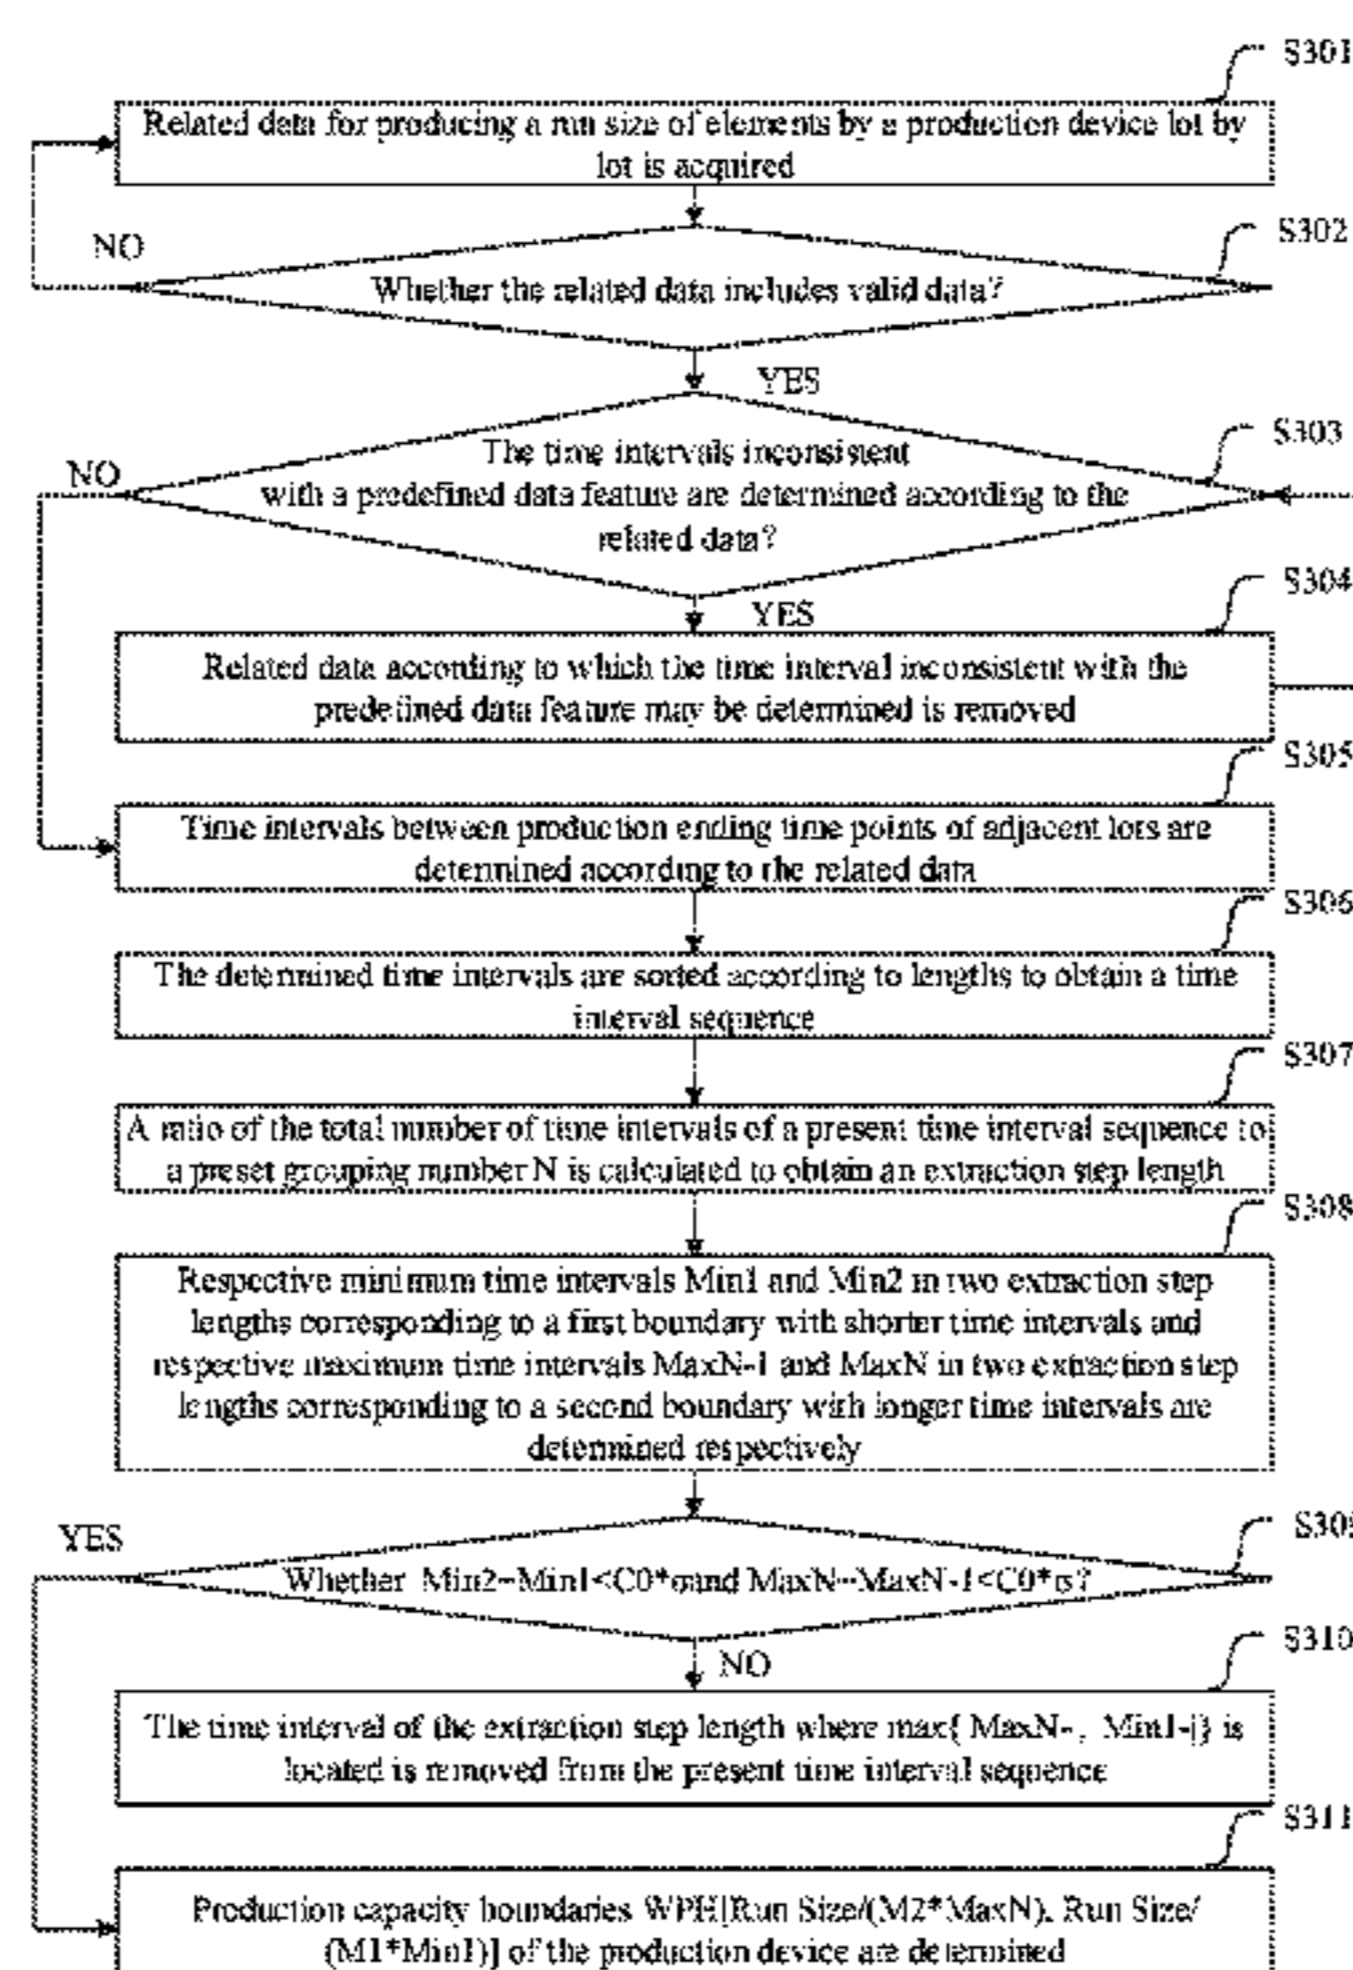 S301
Related data for producing a run size of elements by a production device lot by
lot is acquired
NO
S302
Whether the related data includes valid data?
YES
S303
NO
The time intervals inconsistent
with a predefined data feature are determined according to the
related data?
S304
YES
Related data according to which the time interval inconsistent with the
predefined data feature may be determined is removed
S305
Time intervals between production ending time points of adjacent lots are
determined according to the related data
S306
The determined time intervals are sorted according to lengths to obtain a time
interval sequence
S307
A ratio of the total number of time intervals of a present time interval sequence to
a preset grouping number N is calculated to obtain an extraction step length
S308
Respective minimum time intervals Min1 and Min2 in two extraction step
lengths corresponding to a first boundary with shorter time intervals and
respective maximum time intervals MaxN-1 and MaxN in two extraction step
lengths corresponding to a second boundary with longer time intervals are
determined respectively
YES
Whether Min2-Min1<C0*σand MaxN-MaxN-1<C0*σ?
S310
NO
The time interval of the extraction step length where max{ MaxN- , Min1- } is
located is removed from the present time interval sequence
S311
Production capacity boundaries WPH[Run Size/(M2*MaxN), Run Size/
(M1*Min1)] of the production device are determined